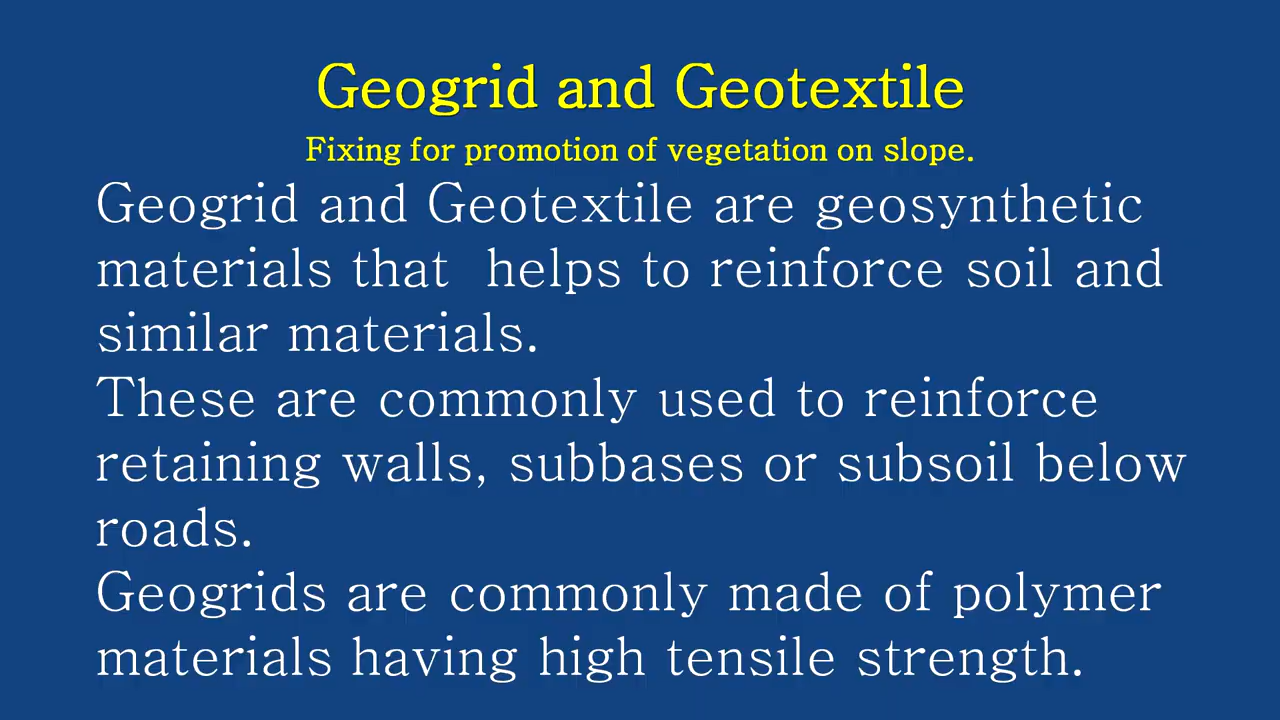 Geogrid and Geotextile
Fixing for promotion of vegetation on slope.
Geogrid and Geotextile are geosynthetic
materials that  helps to reinforce soil and
similar materials.
These are commonly used to reinforce
retaining walls, subbases or subsoil below
roads.
Geogrids are commonly made of polymer
materials having high tensile strength.